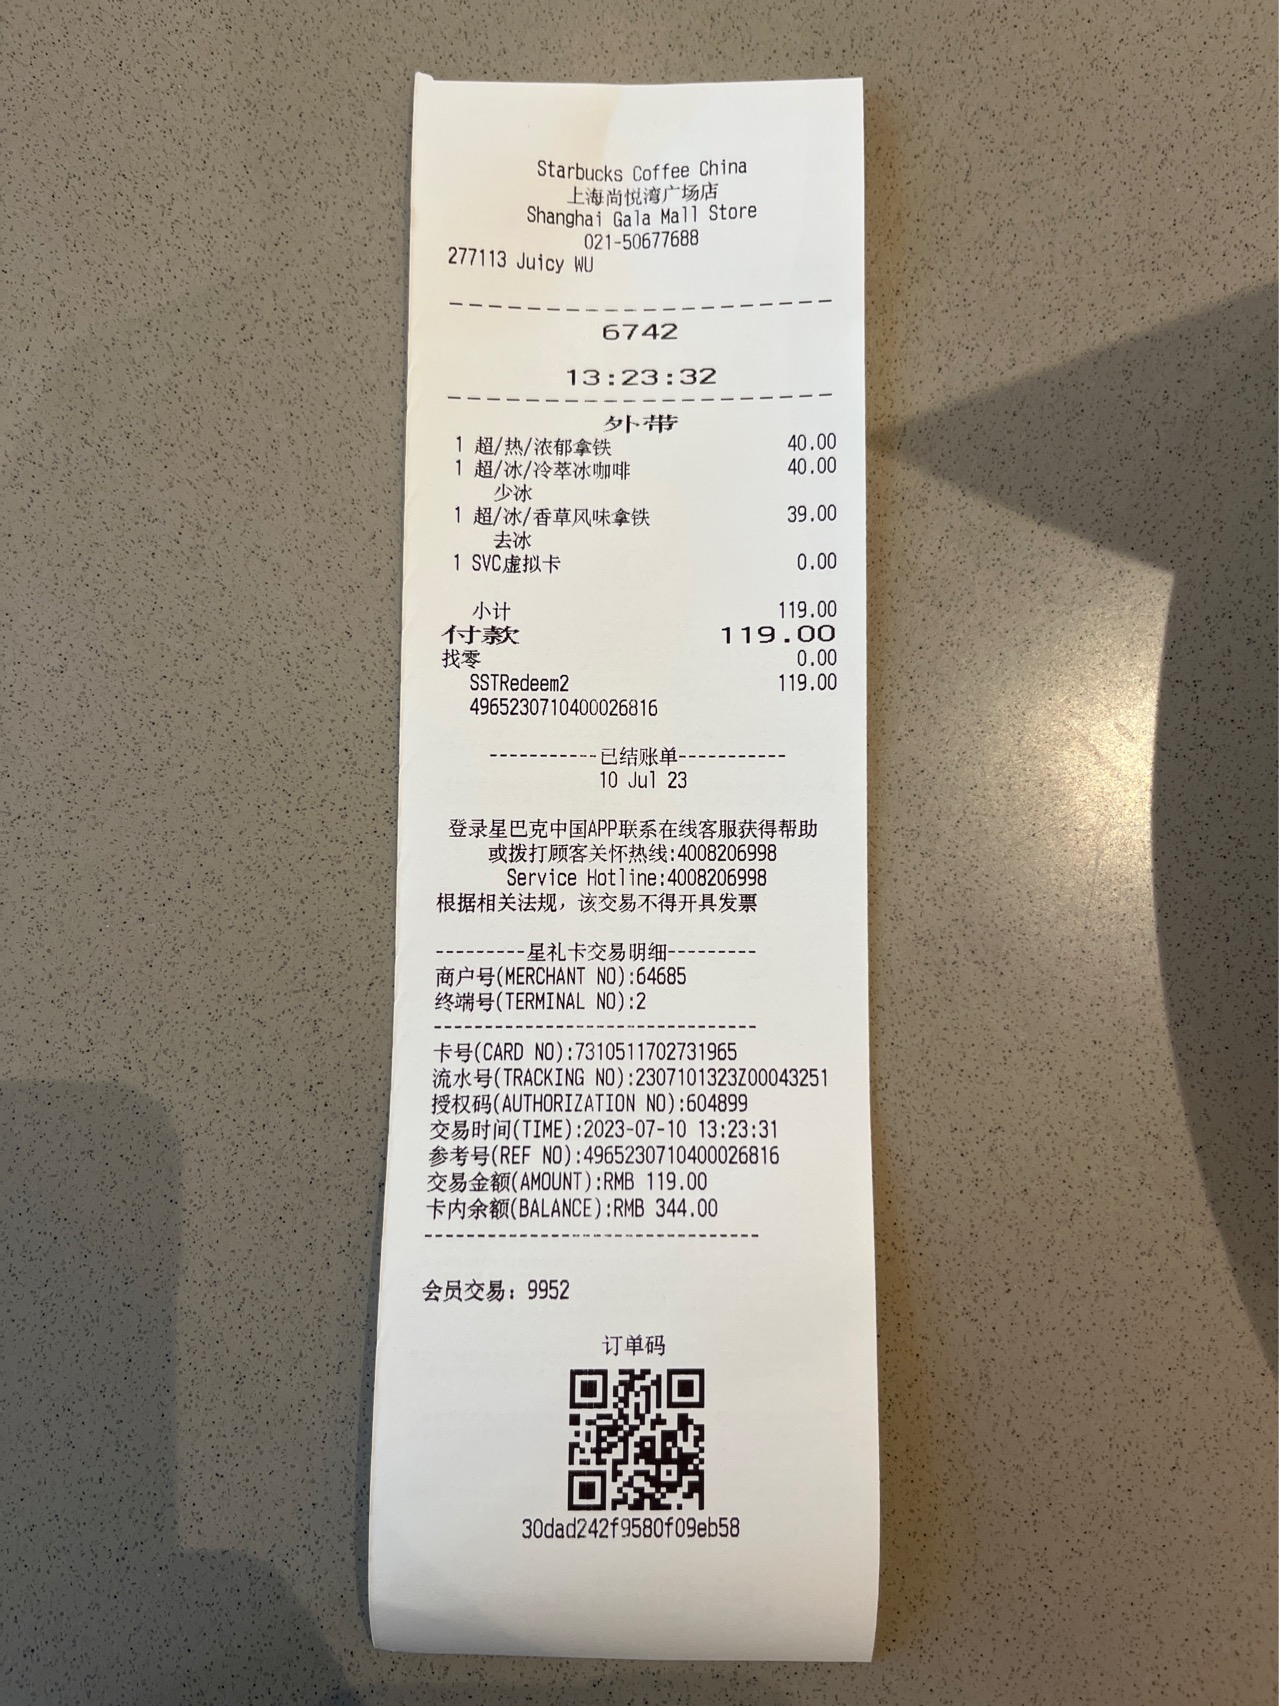 Starbucks Coffee China
上海尚悦湾广场店
Shanghai Gala Mall Store
021-50677688
277113 Juicy WU
--------------------
6742
13:23:32
--------------------
外带
1 超/热/浓郁拿铁 40.00
1 超/冰/冷萃冰咖啡 40.00
少冰
1 超/冰/香草风味拿铁 39.00
去冰
1 SVC虚拟卡 0.00
小计 119.00
付款 119.00
找零 0.00
SSTRedeem2 119.00
4965230710400026816
-----------已结账单-----------
10 Jul 23
登录星巴克中国APP联系在线客服获得帮助
或拨打顾客关怀热线:4008206998
Service Hotline:4008206998
根据相关法规，该交易不得开具发票
---------星礼卡交易明细---------
商户号(MERCHANT NO):64685
终端号(TERMINAL NO):2
--------------------------------
卡号(CARD NO):7310511702731965
流水号(TRACKING NO):2307101323Z00043251
授权码(AUTHORIZATION NO):604899
交易时间(TIME):2023-07-10 13:23:31
参考号(REF NO):4965230710400026816
交易金额(AMOUNT):RMB 119.00
卡内余额(BALANCE):RMB 344.00
--------------------------------
会员交易：9952
订单码
30dad242f9580f09eb58